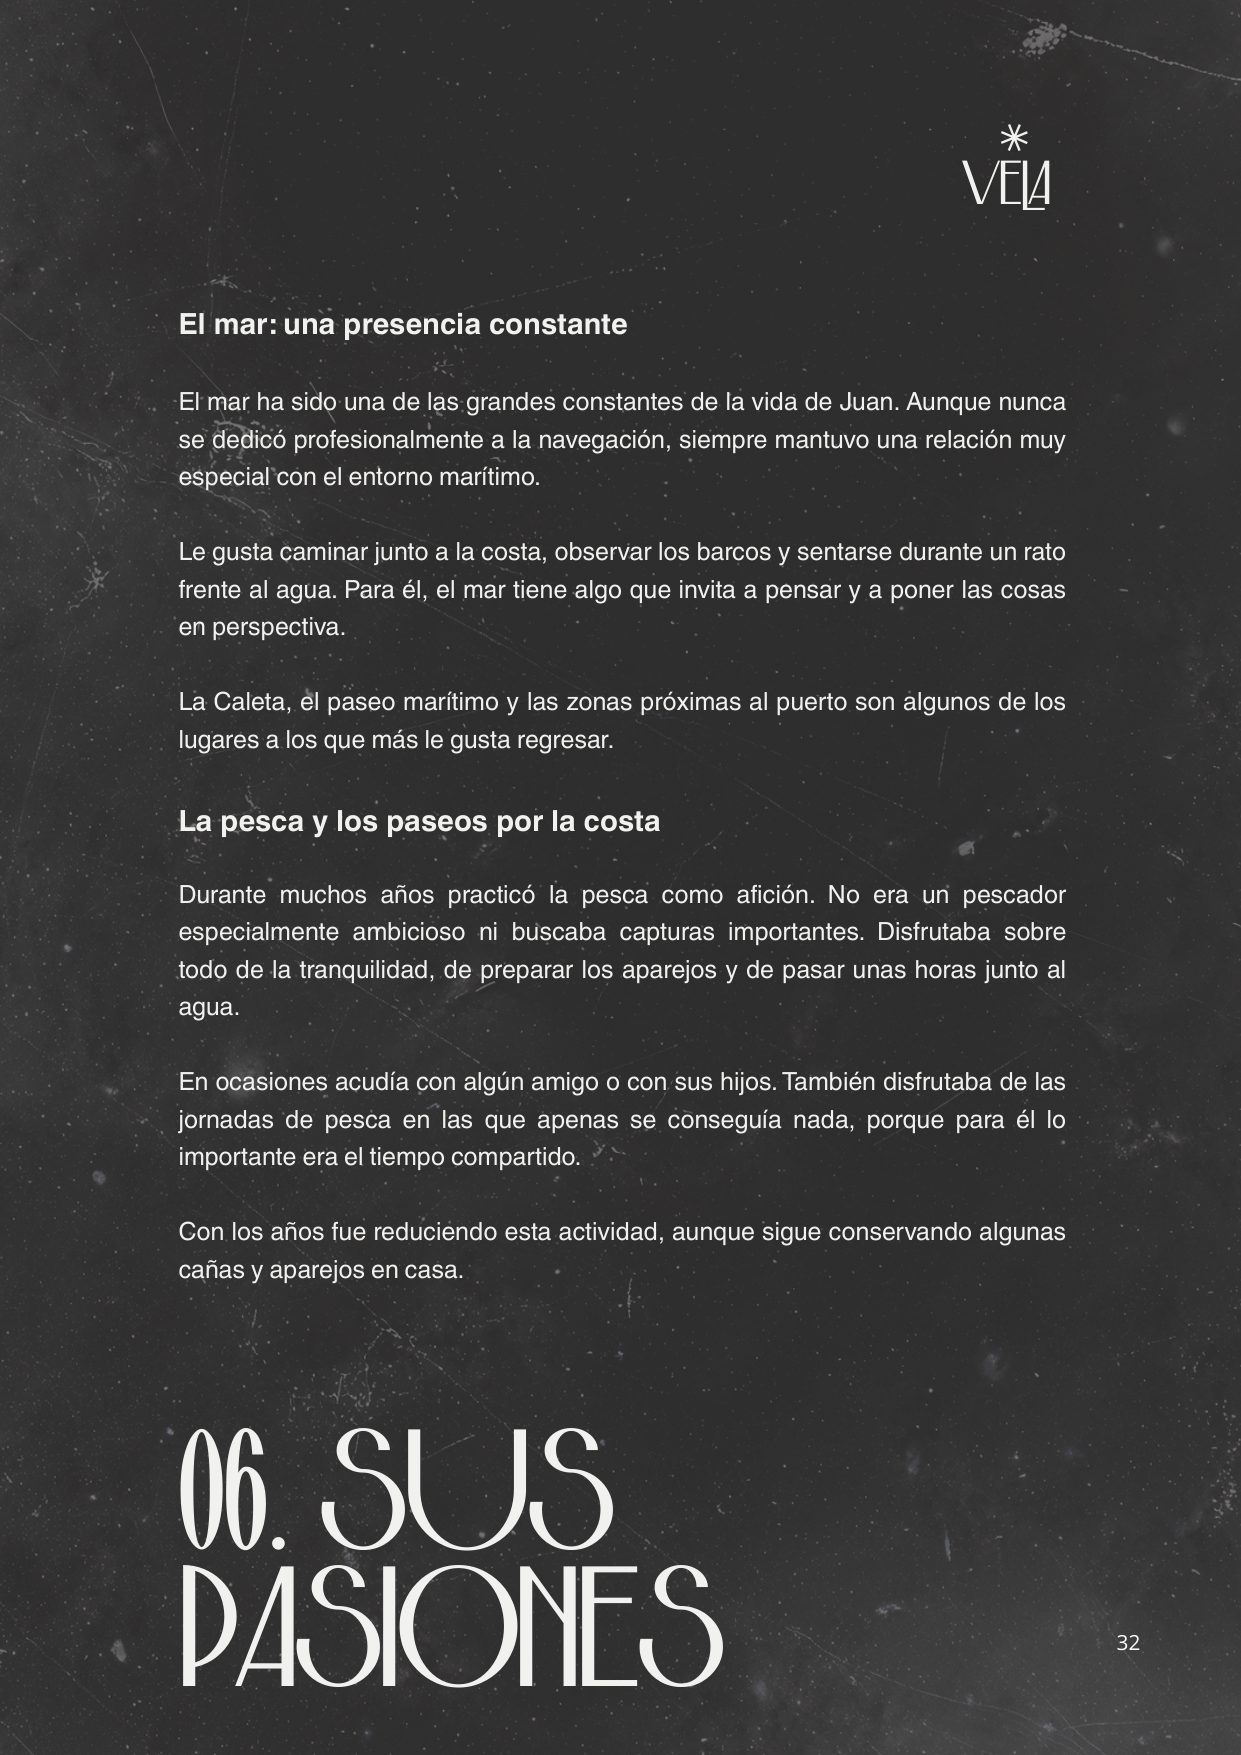 VELA
El mar: una presencia constante
El mar ha sido una de las grandes constantes de la vida de Juan. Aunque nunca
se dedicó profesionalmente a la navegación, siempre mantuvo una relación muy
especial con el entorno marítimo.
Le gusta caminar junto a la costa, observar los barcos y sentarse durante un rato
frente al agua. Para él, el mar tiene algo que invita a pensar y a poner las cosas
en perspectiva.
La Caleta, el paseo marítimo y las zonas próximas al puerto son algunos de los
lugares a los que más le gusta regresar.
La pesca y los paseos por la costa
Durante muchos años practicó la pesca como afición. No era un pescador
especialmente ambicioso ni buscaba capturas importantes. Disfrutaba sobre
todo de la tranquilidad, de preparar los aparejos y de pasar unas horas junto al
agua.
En ocasiones acudía con algún amigo o con sus hijos. También disfrutaba de las
jornadas de pesca en las que apenas se conseguía nada, porque para él lo
importante era el tiempo compartido.
Con los años fue reduciendo esta actividad, aunque sigue conservando algunas
cañas y aparejos en casa.
06. SUS
PASIONES
32